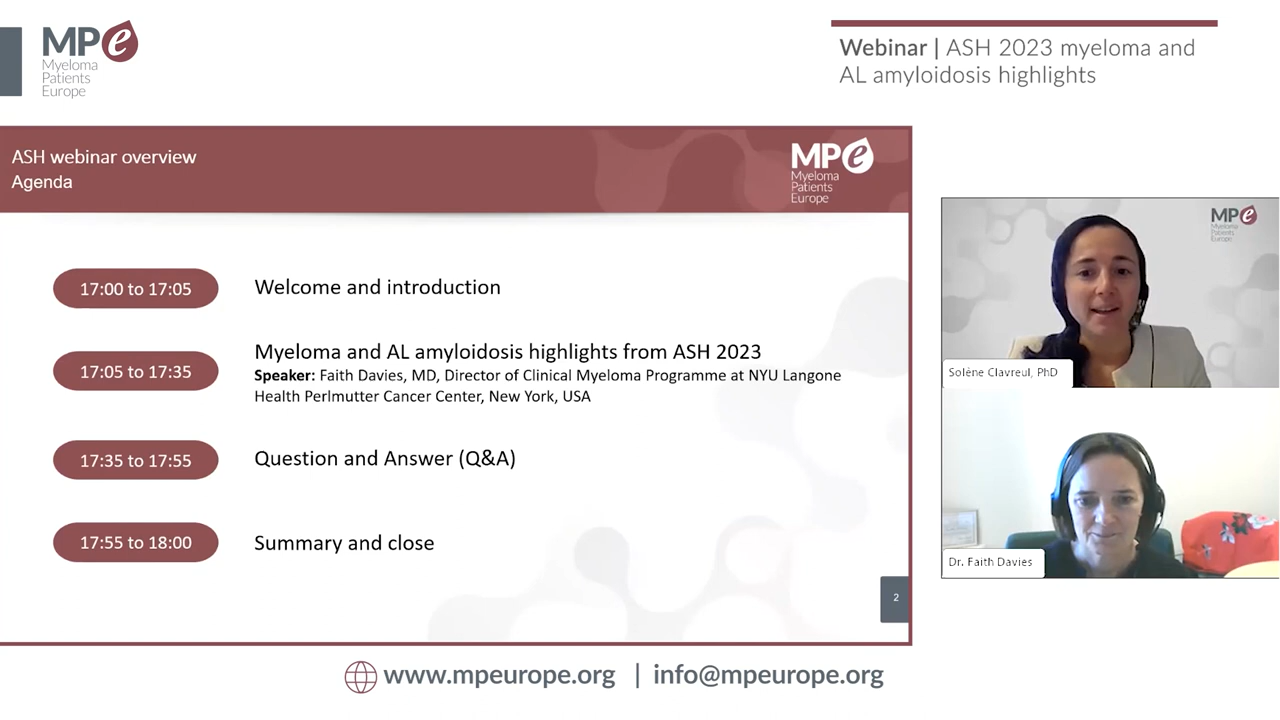 MPe
Myeloma
Patients
Europe
Webinar | ASH 2023 myeloma and
AL amyloidosis highlights
ASH webinar overview
Agenda
MPe
Myeloma
Patients
Europe
17:00 to 17:05
Welcome and introduction
17:05 to 17:35
Myeloma and AL amyloidosis highlights from ASH 2023
Speaker: Faith Davies, MD, Director of Clinical Myeloma Programme at NYU Langone
Health Perlmutter Cancer Center, New York, USA
17:35 to 17:55
Question and Answer (Q&A)
17:55 to 18:00
Summary and close
2
MPe
Myeloma
Patients
Europe
Solène Clavreul, PhD
Dr. Faith Davies
www.mpeurope.org | info@mpeurope.org